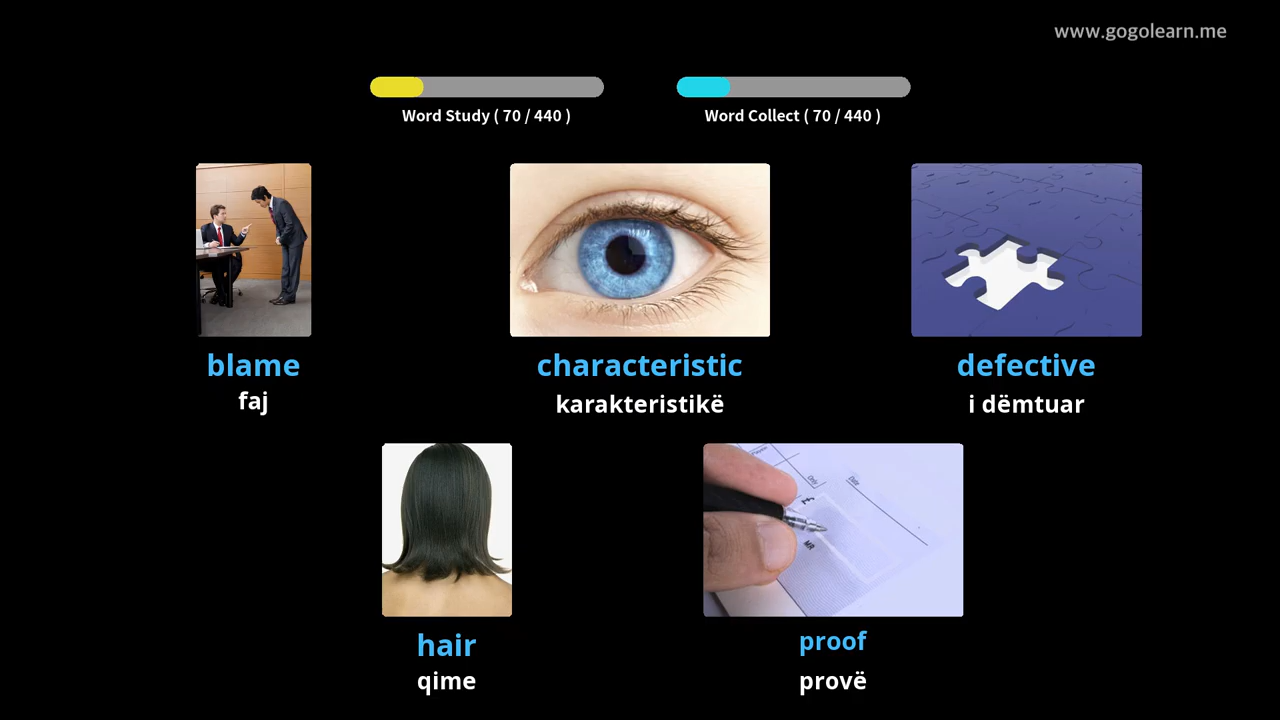 www.gogolearn.me
Word Study ( 70 / 440 )
Word Collect ( 70 / 440 )
blame
faj
characteristic
karakteristikë
defective
i dëmtuar
hair
qime
proof
provë
£
MR